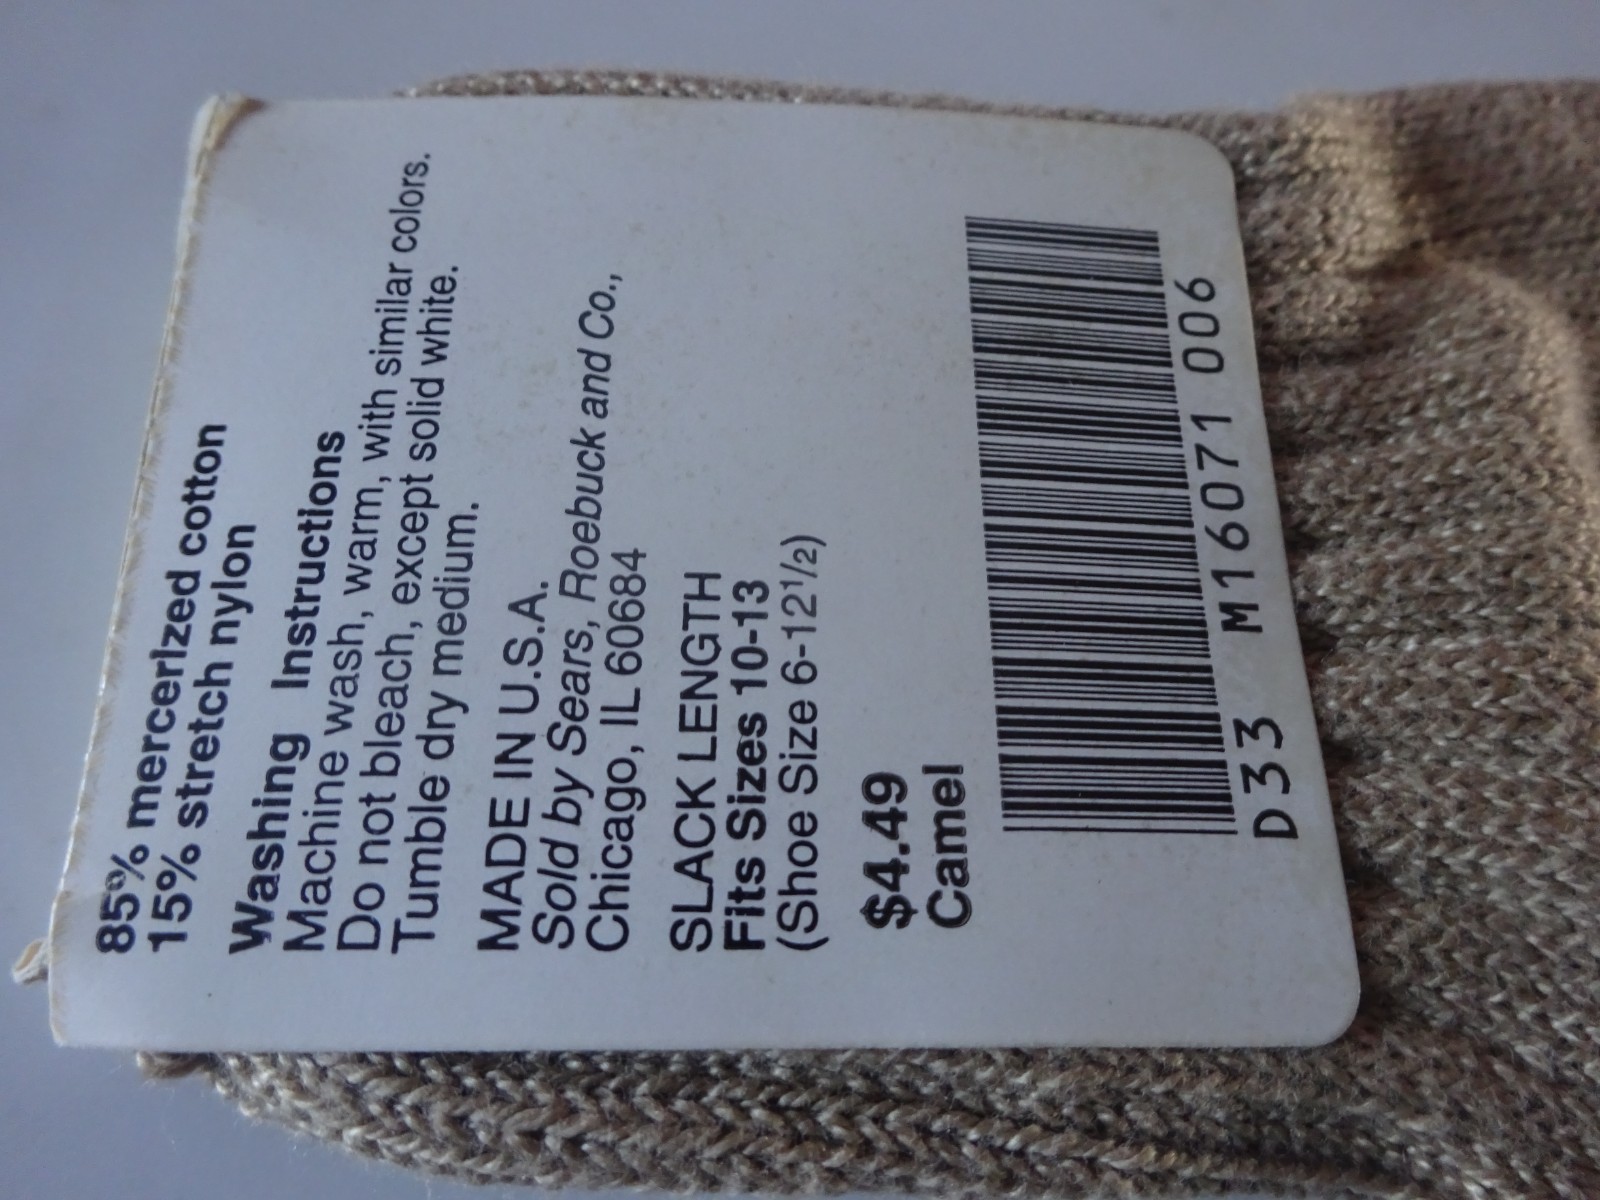 85% mercerized cotton
15% stretch nylon
Washing Instructions
Machine wash, warm, with similar colors.
Do not bleach, except solid white.
Tumble dry medium.
MADE IN U.S.A.
Sold by Sears, Roebuck and Co.,
Chicago, IL 60684
SLACK LENGTH
Fits Sizes 10-13
(Shoe Size 6-12½)
$4.49
Camel
D33 M16071 006